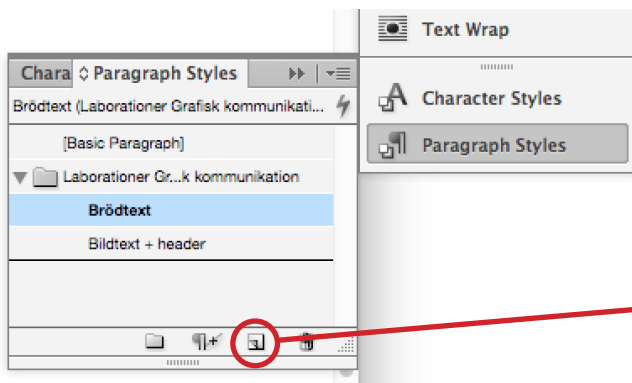 Text Wrap
Chara Paragraph Styles
Brödtext (Laborationer Grafisk kommunikati...
Character Styles
[Basic Paragraph]
Paragraph Styles
Laborationer Gr...k kommunikation
Brödtext
Bildtext + header